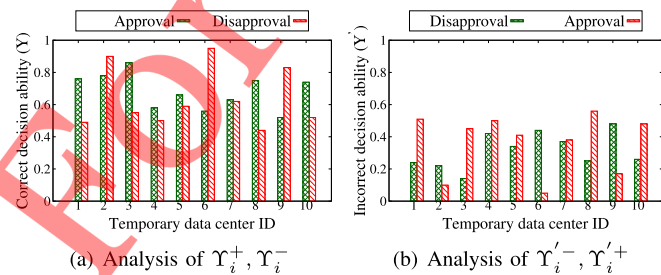 Approval Disapproval
Correct decision ability (Υ)
1
0.8
0.6
0.4
0.2
0
1 2 3 4 5 6 7 8 9 10
Temporary data center ID
(a) Analysis of Υ_i^+, Υ_i^-
Disapproval Approval
Incorrect decision ability (Υ')
1
0.8
0.6
0.4
0.2
0
1 2 3 4 5 6 7 8 9 10
Temporary data center ID
(b) Analysis of Υ_i^'-, Υ_i^'+
For